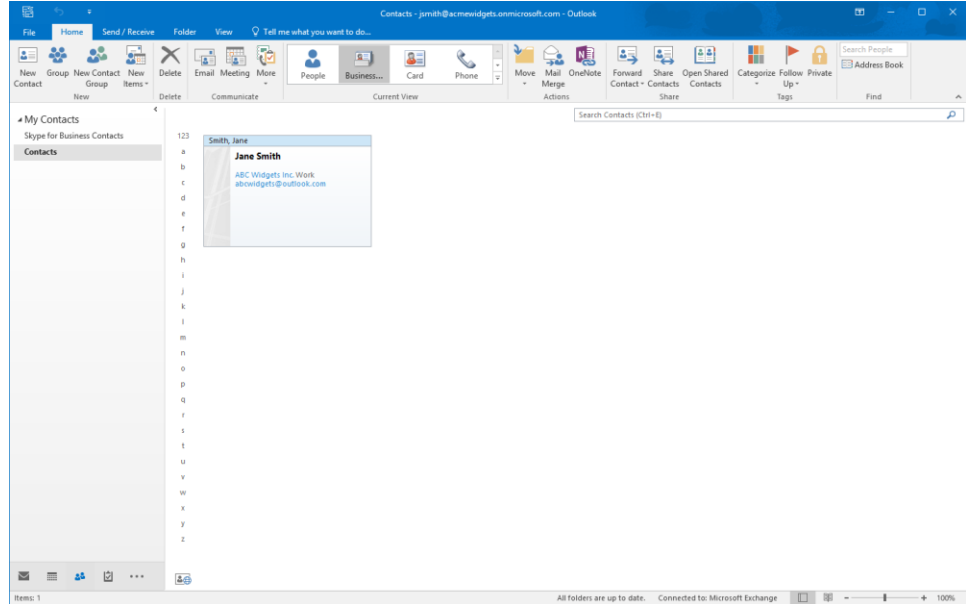 Contacts - jsmith@acmewidgets.onmicrosoft.com - Outlook
File Home Send / Receive Folder View Tell me what you want to do...
New Contact
Group
New Contact Group
New Items
Delete
Email
Meeting
More
People
Business...
Card
Phone
Move
Mail Merge
OneNote
Forward Contact
Share Contacts
Open Shared Contacts
Categorize
Follow Up
Private
Search People
Address Book
New Delete Communicate Current View Actions Share Tags Find
My Contacts
Skype for Business Contacts
Contacts
Search Contacts (Ctrl+E)
123
a
b
c
d
e
f
g
h
i
j
k
l
m
n
o
p
q
r
s
t
u
v
w
x
y
z
Smith, Jane
Jane Smith
ABC Widgets Inc. Work
abcwidgets@outlook.com
Items: 1
All folders are up to date. Connected to: Microsoft Exchange
100%